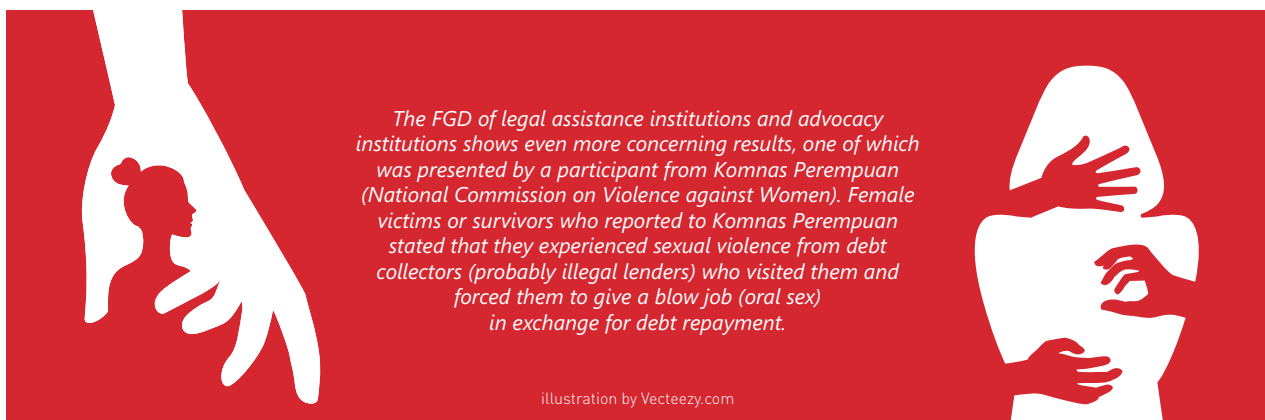 The FGD of legal assistance institutions and advocacy
institutions shows even more concerning results, one of which
was presented by a participant from Komnas Perempuan
(National Commission on Violence against Women). Female
victims or survivors who reported to Komnas Perempuan
stated that they experienced sexual violence from debt
collectors (probably illegal lenders) who visited them and
forced them to give a blow job (oral sex)
in exchange for debt repayment.
illustration by Vecteezy.com